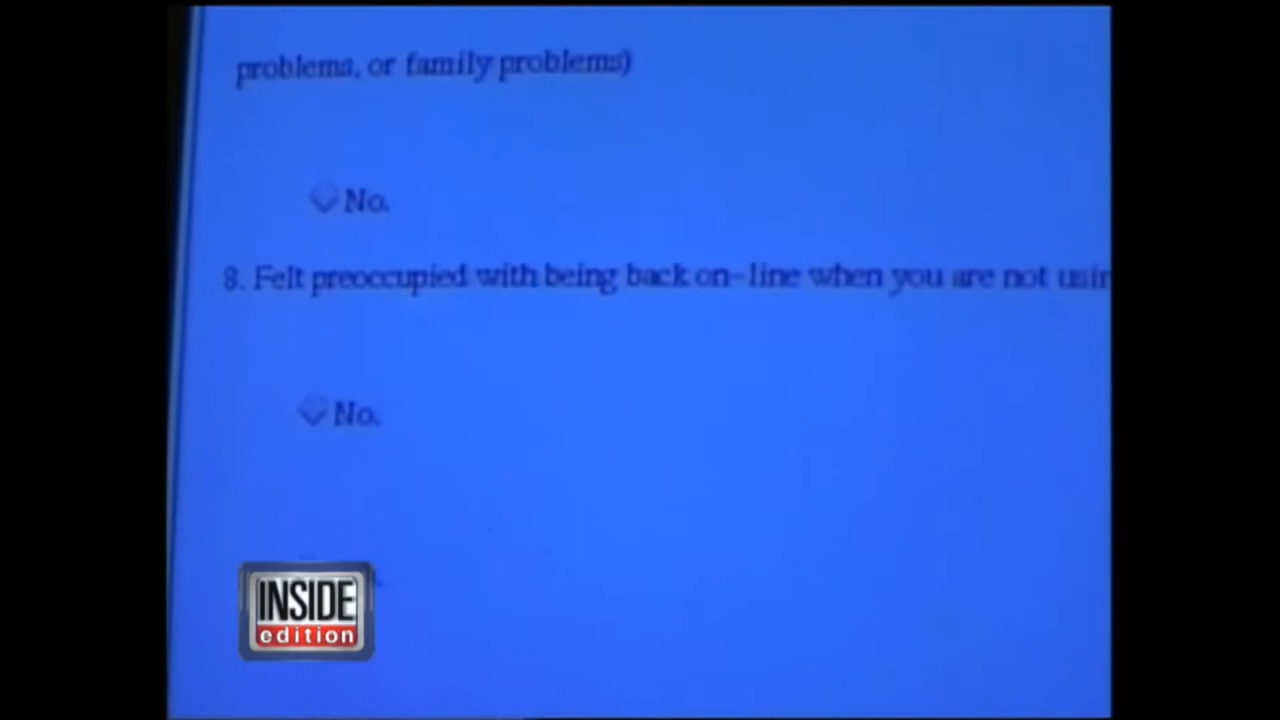 problems, or family problems)
No.
8. Felt preoccupied with being back on-line when you are not usin
No.
INSIDE
edition